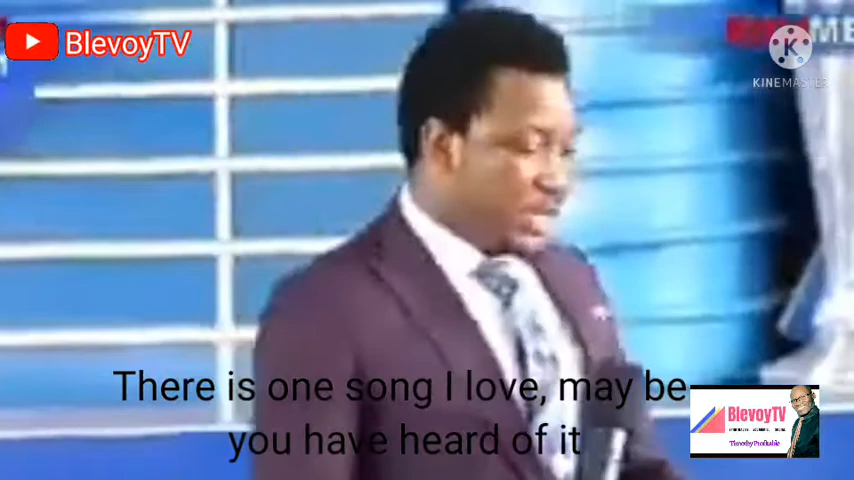 BlevoyTV
KINEMASTER
There is one song I love, may be
you have heard of it
BlevoyTV